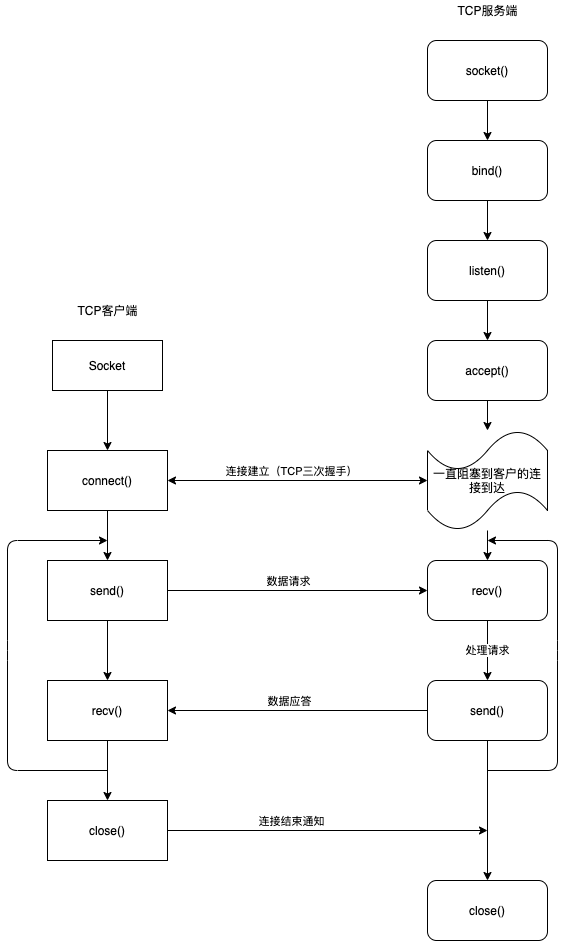 TCP服务端
socket()
bind()
listen()
TCP客户端
Socket
accept()
connect()
连接建立（TCP三次握手）
一直阻塞到客户的连
接到达
send()
数据请求
recv()
处理请求
recv()
数据应答
send()
close()
连接结束通知
close()